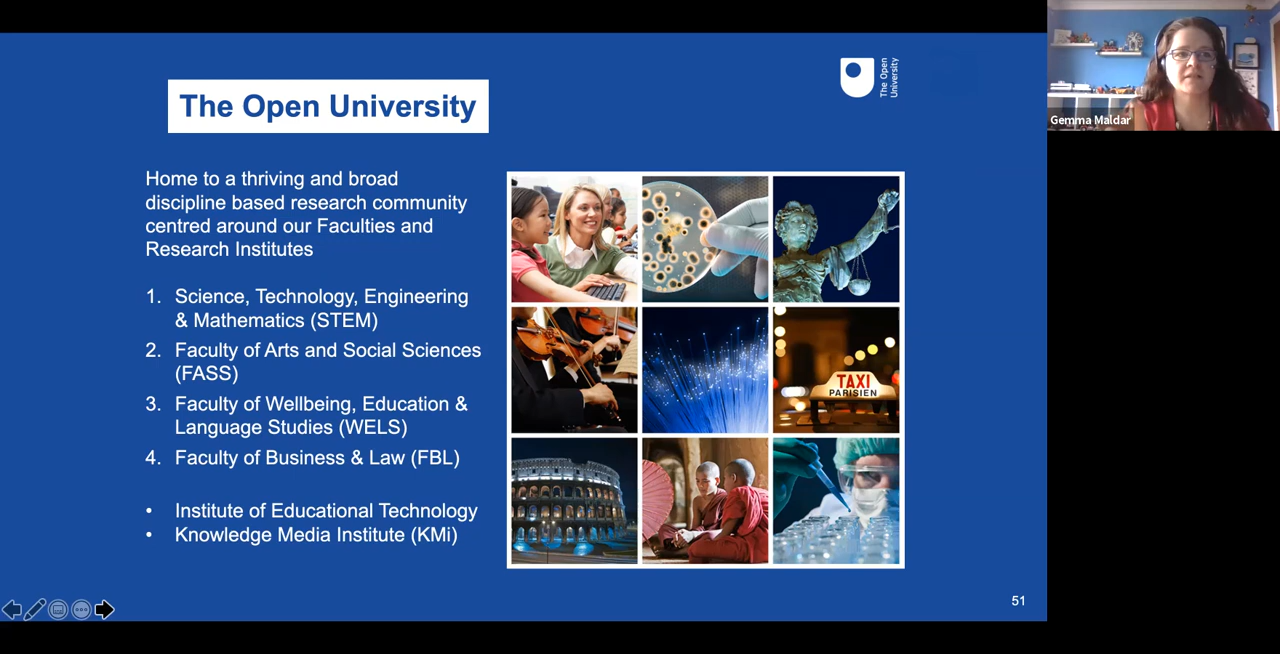 The Open University
The Open
University
Gemma Maldar
Home to a thriving and broad
discipline based research community
centred around our Faculties and
Research Institutes
1. Science, Technology, Engineering
& Mathematics (STEM)
2. Faculty of Arts and Social Sciences
(FASS)
3. Faculty of Wellbeing, Education &
Language Studies (WELS)
4. Faculty of Business & Law (FBL)
• Institute of Educational Technology
• Knowledge Media Institute (KMi)
TAXI
PARISIEN
51